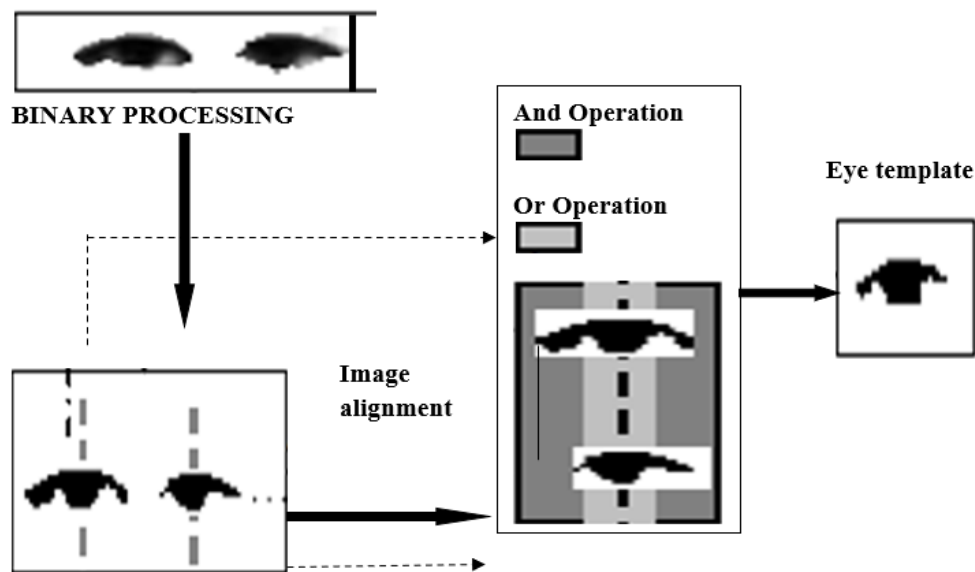 BINARY PROCESSING
And Operation
Or Operation
Eye template
Image
alignment